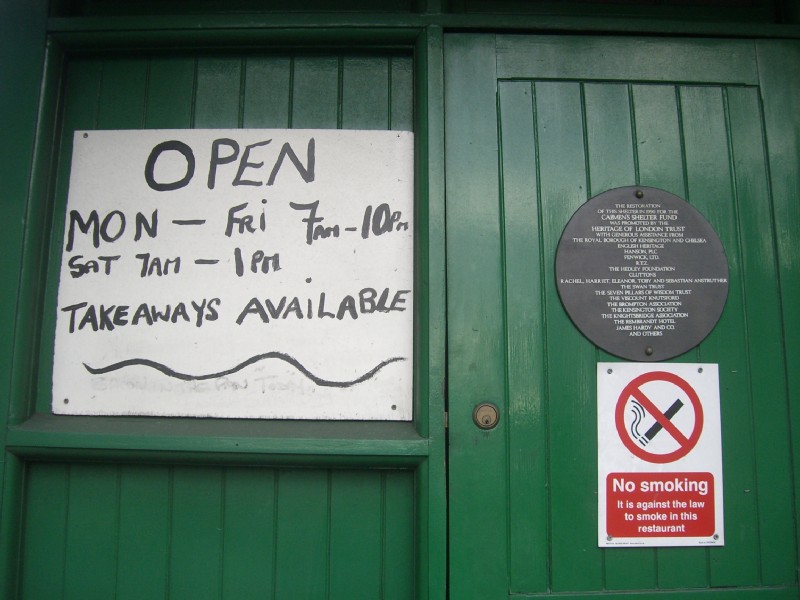 OPEN
MON - FRi 7AM - 10PM
SAT 7AM - 1PM
TAKEAWAYS AVAiLABLE
THE RESTORATION
OF THIS SHELTER IN 1990 FOR THE
CABMEN'S SHELTER FUND
WAS PROMOTED BY THE
HERITAGE OF LONDON TRUST
WITH GENEROUS ASSISTANCE FROM
THE ROYAL BOROUGH OF KENSINGTON AND CHELSEA
ENGLISH HERITAGE
HANSON, PLC
FENWICK, LTD.
R.T.Z.
THE HEDLEY FOUNDATION
CLUTTONS
RACHEL, HARRIET, ELEANOR, TOBY AND SEBASTIAN ANSTRUTHER
THE SWAN TRUST
THE SEVEN PILLARS OF WISDOM TRUST
THE VISCOUNT KNUTSFORD
THE BROMPTON ASSOCIATION
THE KENSINGTON SOCIETY
THE KNIGHTSBRIDGE ASSOCIATION
THE REMBRANDT HOTEL
JAMES HARDY AND CO.
AND OTHERS
No smoking
It is against the law
to smoke in this
restaurant